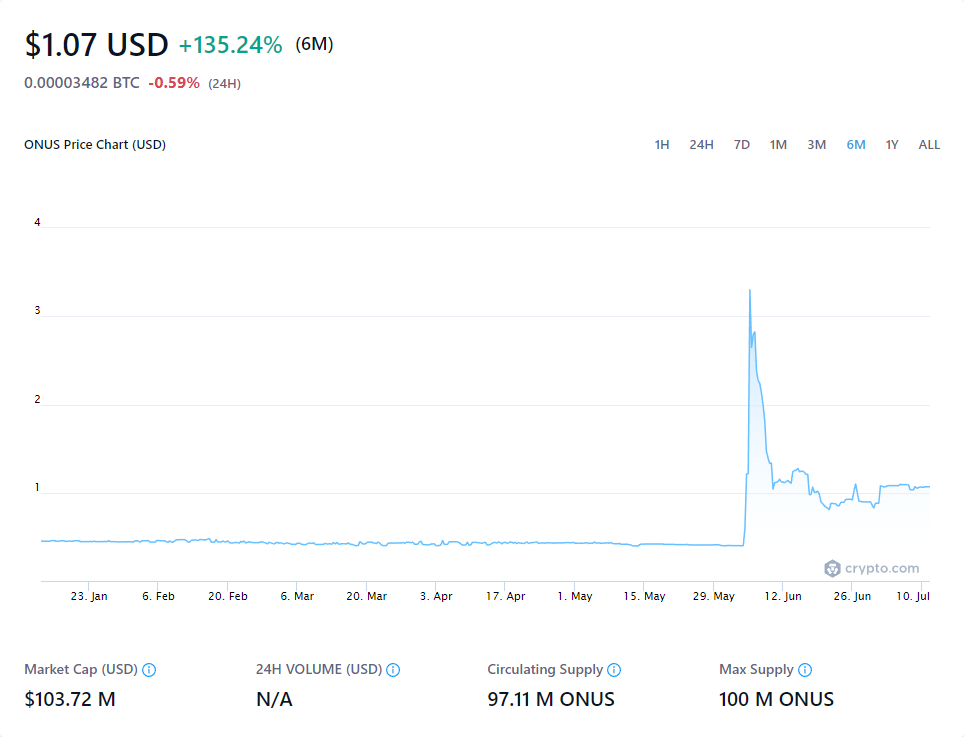 $1.07 USD +135.24% (6M)
0.00003482 BTC -0.59% (24H)
ONUS Price Chart (USD) 1H 24H 7D 1M 3M 6M 1Y ALL
4
3
2
1
crypto.com
23. Jan 6. Feb 20. Feb 6. Mar 20. Mar 3. Apr 17. Apr 1. May 15. May 29. May 12. Jun 26. Jun 10. Jul
Market Cap (USD) 24H VOLUME (USD) Circulating Supply Max Supply
$103.72 M N/A 97.11 M ONUS 100 M ONUS